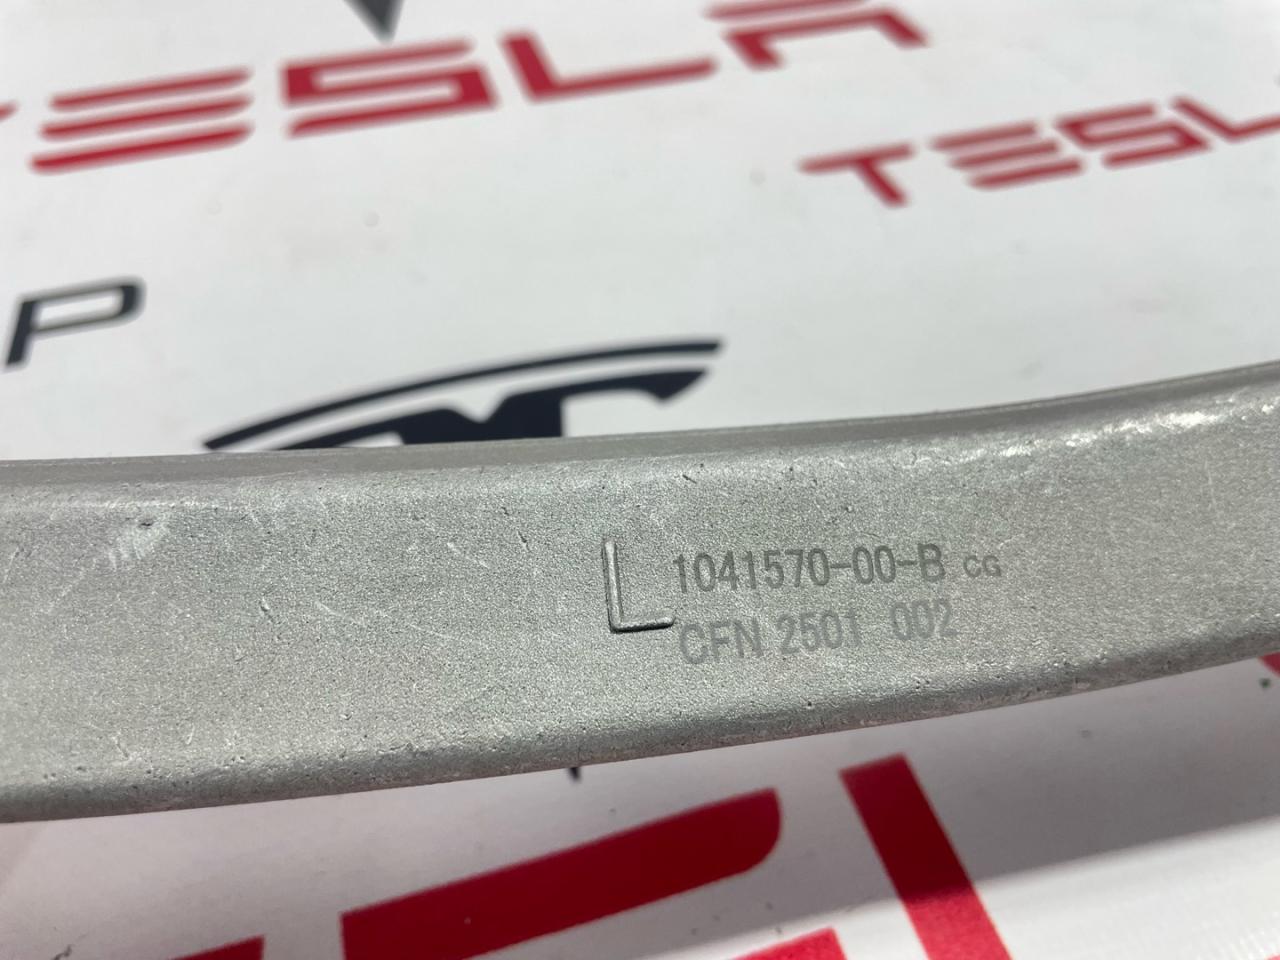 TESLA
TESL
P
L 1041570-00-B CG
CFN 2501 002